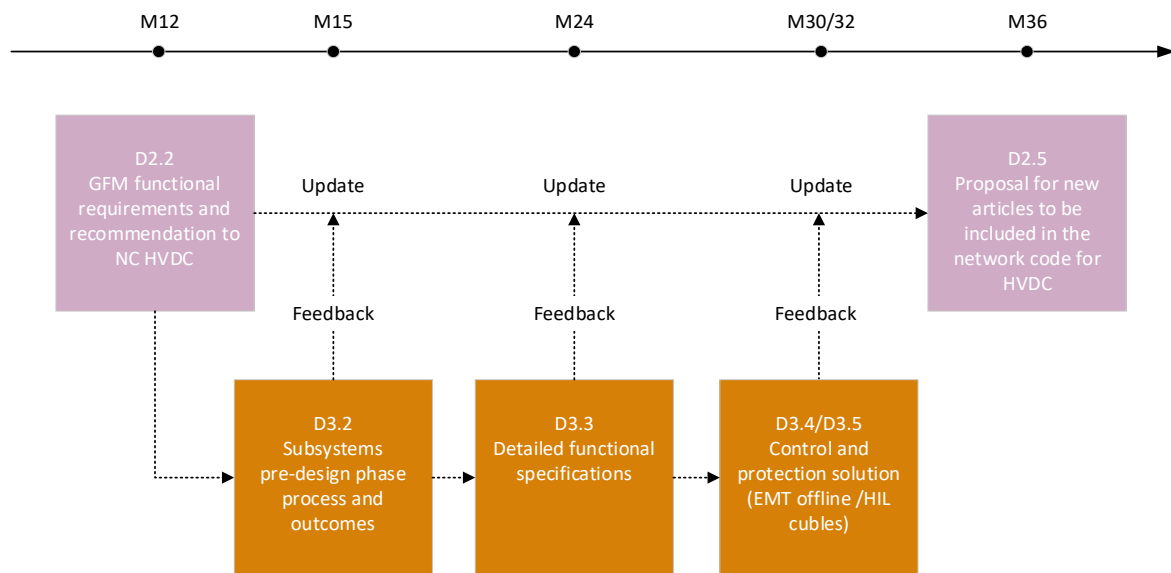 M12
M15
M24
M30/32
M36
D2.2
GFM functional
requirements and
recommendation to
NC HVDC
Update
Update
Update
D2.5
Proposal for new
articles to be
included in the
network code for
HVDC
Feedback
Feedback
Feedback
D3.2
Subsystems
pre-design phase
process and
outcomes
D3.3
Detailed functional
specifications
D3.4/D3.5
Control and
protection solution
(EMT offline /HIL
cubles)